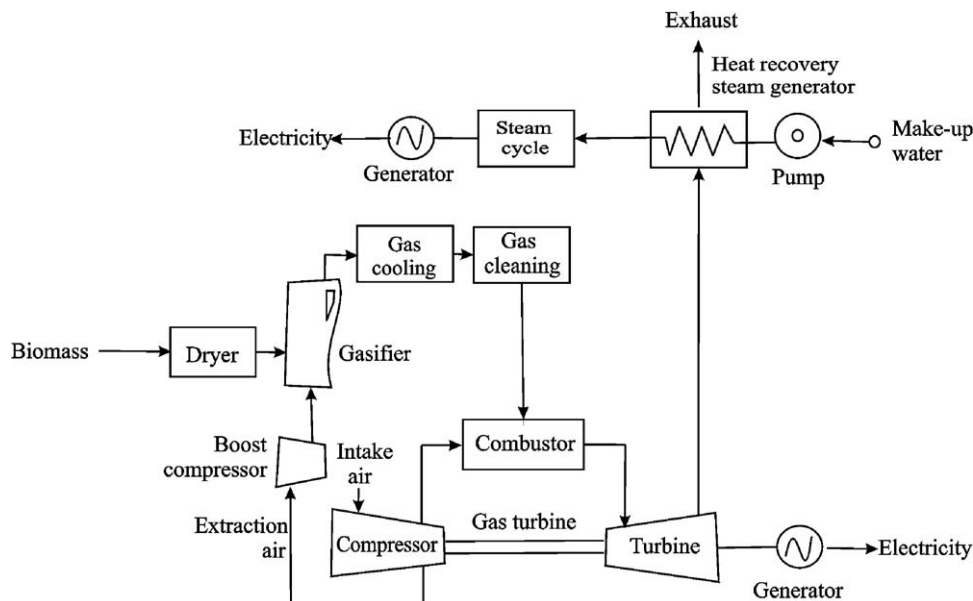 Exhaust
Heat recovery
steam generator
Electricity
Generator
Steam
cycle
Pump
Make-up
water
Gas
cooling
Gas
cleaning
Biomass
Dryer
Gasifier
Boost
compressor
Intake
air
Combustor
Extraction
air
Compressor
Gas turbine
Turbine
Generator
Electricity